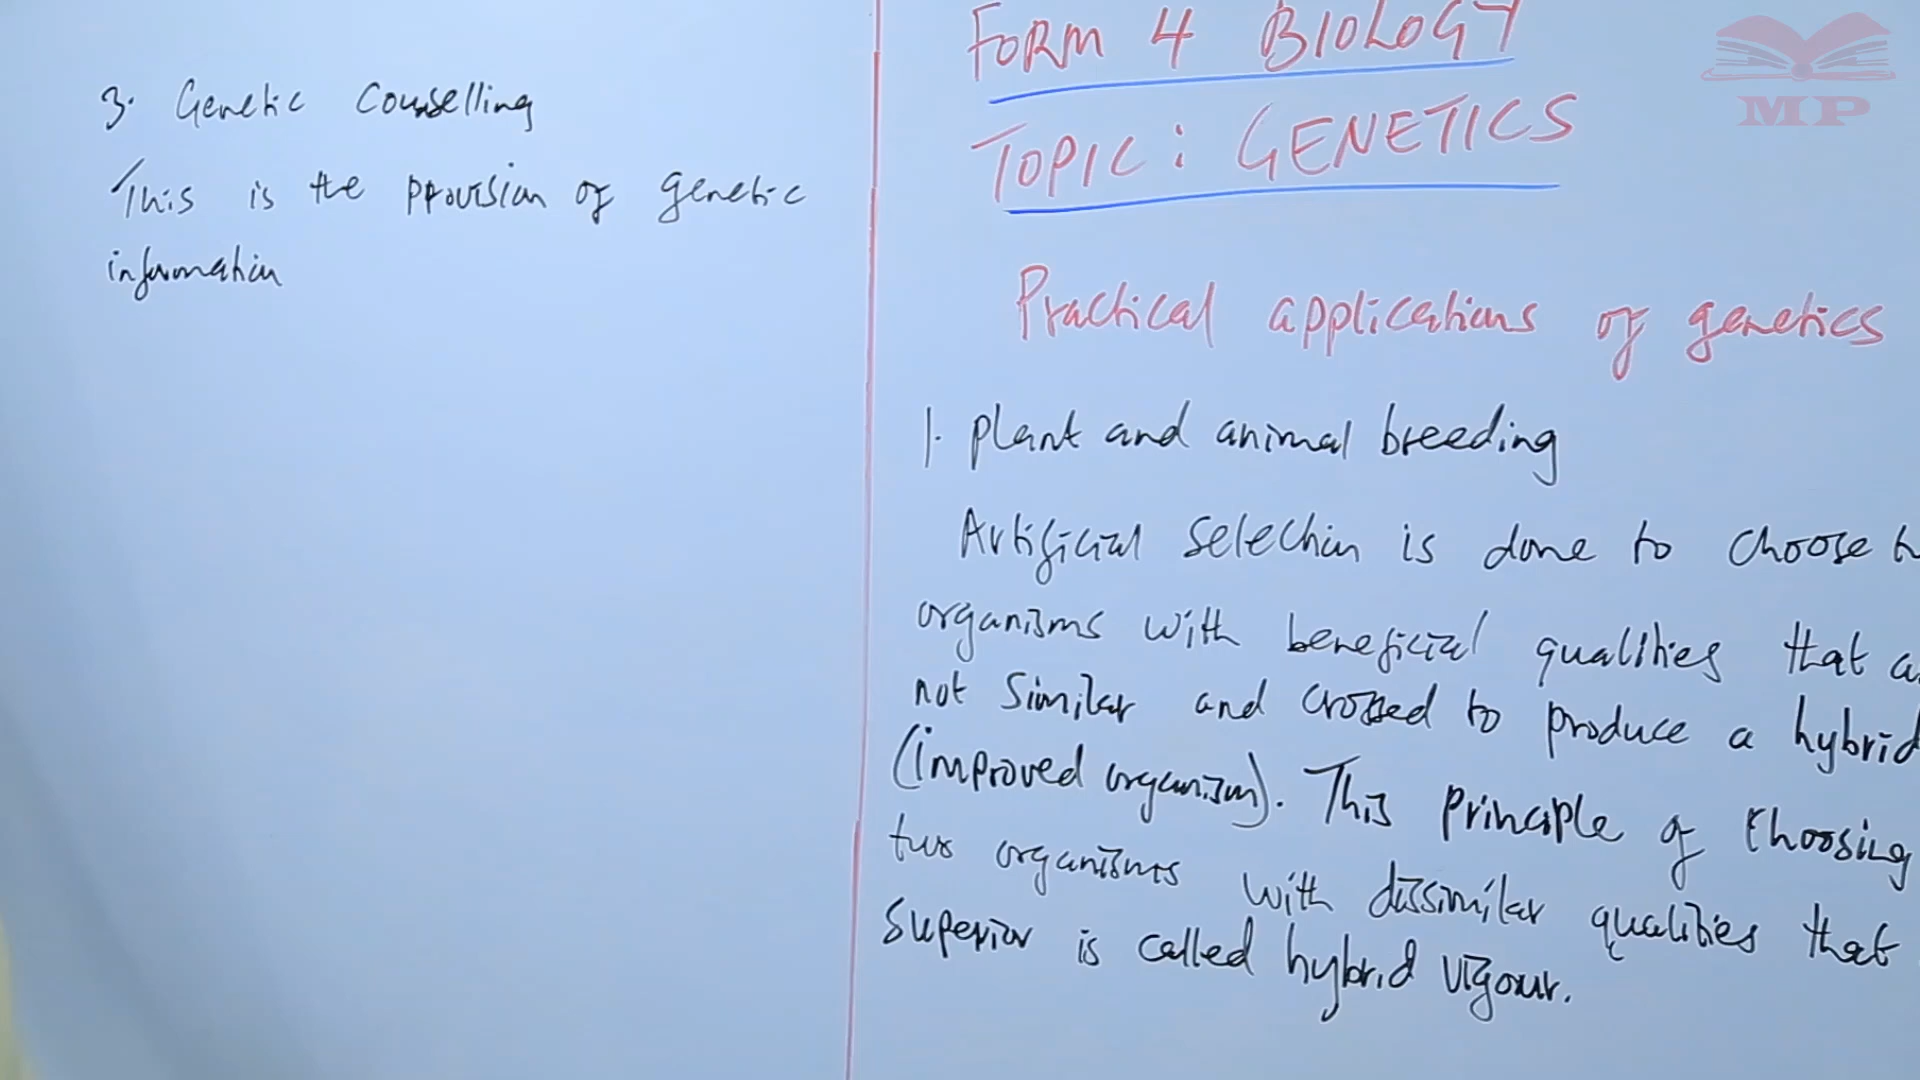 3. Genetic Counselling
This is the provision of genetic
information
FORM 4 BIOLOGY
TOPIC: GENETICS
Practical applications of genetics
1. Plant and animal breeding
Artificial selection is done to choose
organisms with beneficial qualities that
not similar and crossed to produce a hybrid
(improved organism). This principle of choosing
two organisms with dissimilar qualities that
superior is called hybrid vigour.
MP